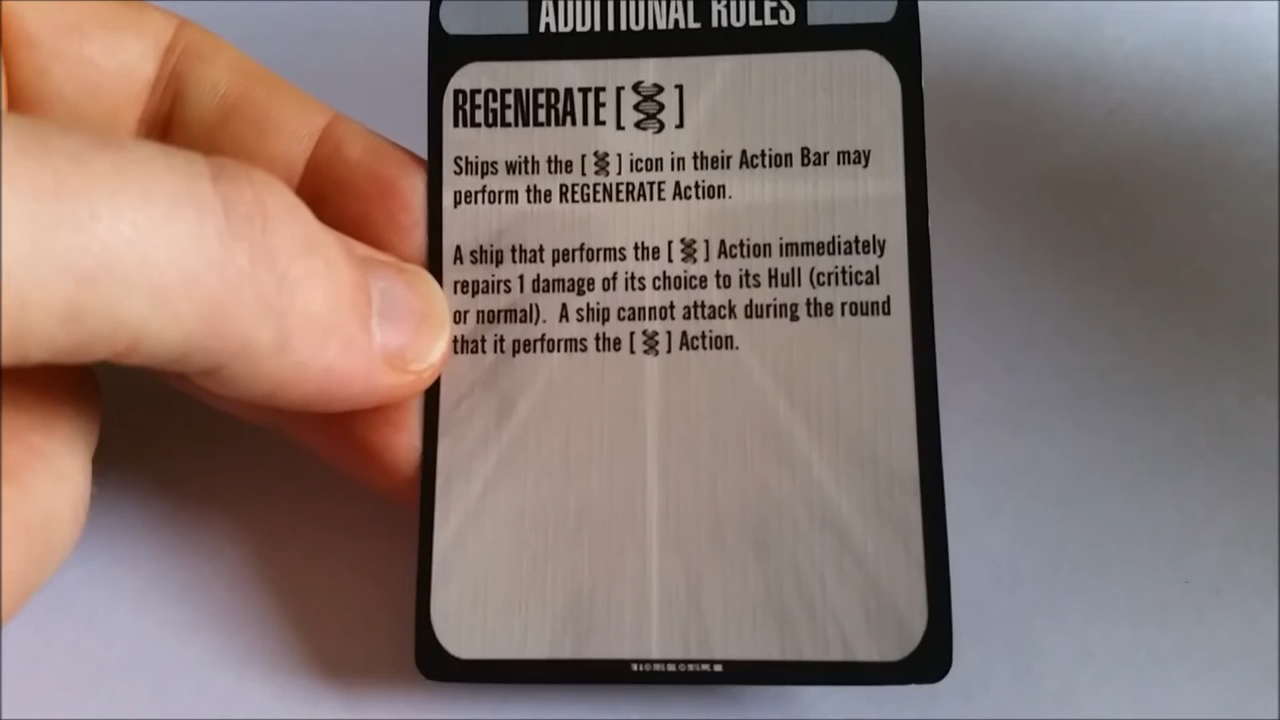 ADDITIONAL RULES
REGENERATE [ ]
Ships with the [ ] icon in their Action Bar may
perform the REGENERATE Action.
A ship that performs the [ ] Action immediately
repairs 1 damage of its choice to its Hull (critical
or normal). A ship cannot attack during the round
that it performs the [ ] Action.